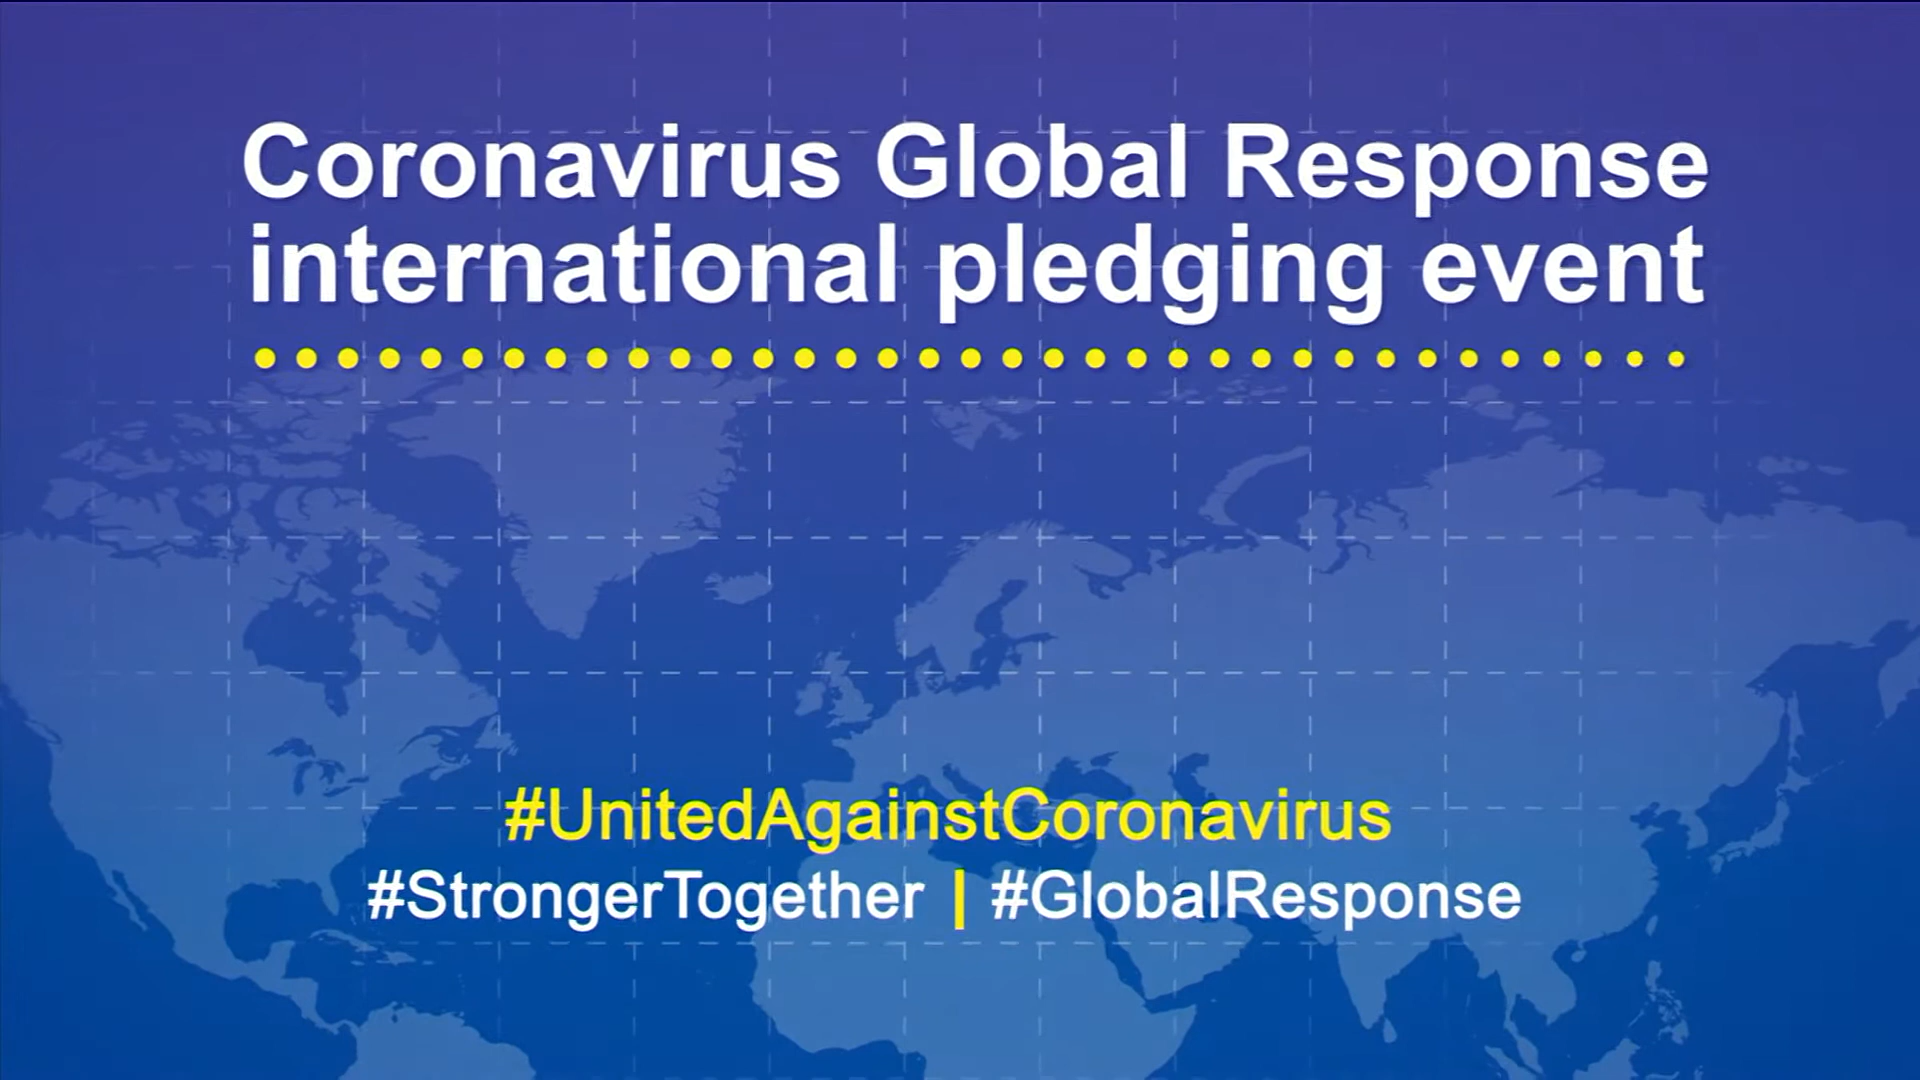 Coronavirus Global Response
international pledging event
#UnitedAgainstCoronavirus
#StrongerTogether | #GlobalResponse